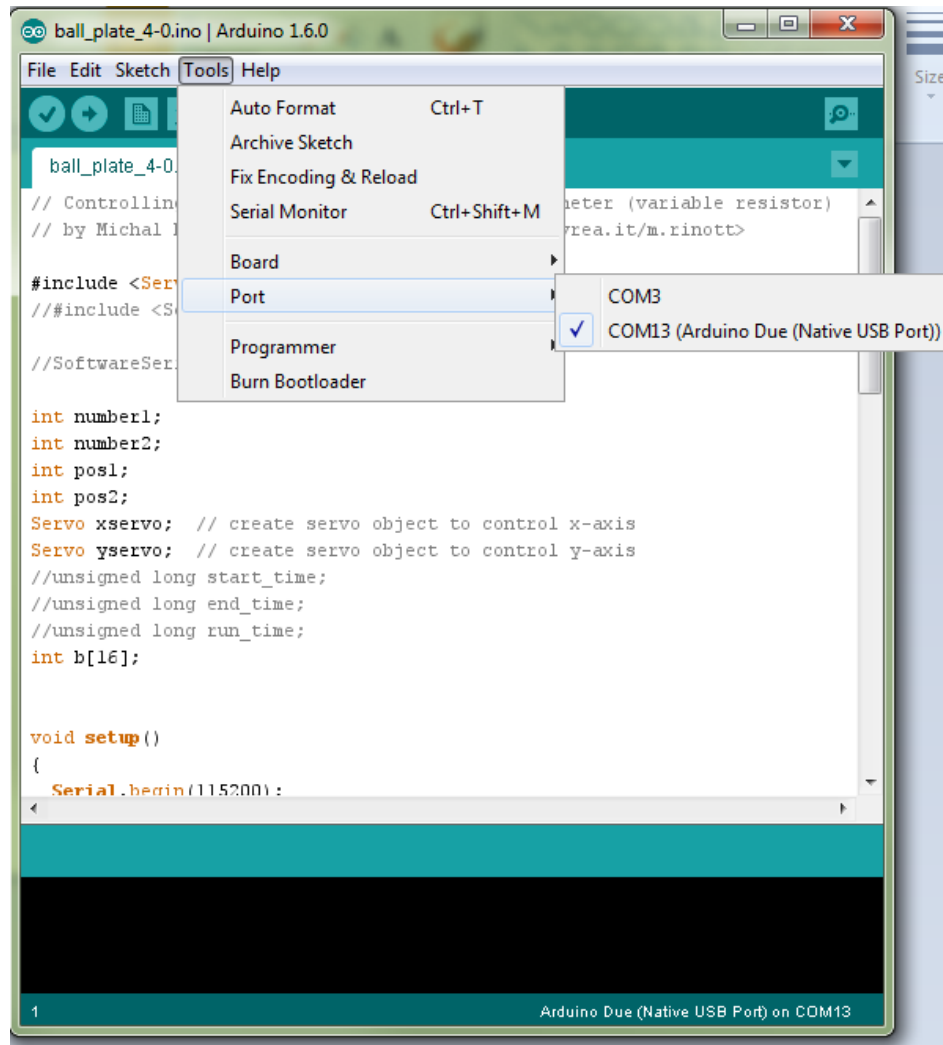 ball_plate_4-0.ino | Arduino 1.6.0
Size
File Edit Sketch Tools Help
Auto Format Ctrl+T
Archive Sketch
Fix Encoding & Reload
Serial Monitor Ctrl+Shift+M
Board
Port
Programmer
Burn Bootloader
COM3
COM13 (Arduino Due (Native USB Port))
ball_plate_4-0.
// Controllin
neter (variable resistor)
// by Michal
yrea.it/m.rinott>
#include <Ser
//#include <S
//SoftwareSer
int number1;
int number2;
int pos1;
int pos2;
Servo xservo; // create servo object to control x-axis
Servo yservo; // create servo object to control y-axis
//unsigned long start_time;
//unsigned long end_time;
//unsigned long run_time;
int b[16];
void setup()
{
Serial.begin(115200);
1
Arduino Due (Native USB Port) on COM13